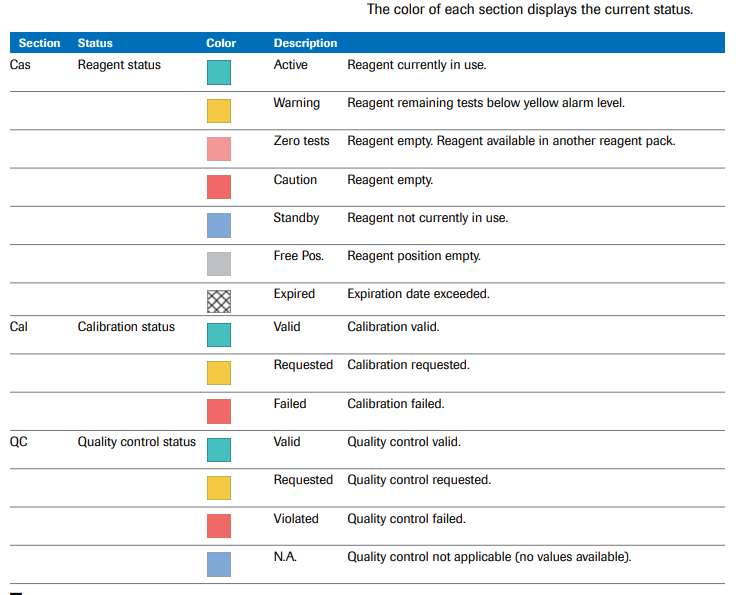 The color of each section displays the current status.
Section Status Color Description
Cas Reagent status Active Reagent currently in use.
Warning Reagent remaining tests below yellow alarm level.
Zero tests Reagent empty. Reagent available in another reagent pack.
Caution Reagent empty.
Standby Reagent not currently in use.
Free Pos. Reagent position empty.
Expired Expiration date exceeded.
Cal Calibration status Valid Calibration valid.
Requested Calibration requested.
Failed Calibration failed.
QC Quality control status Valid Quality control valid.
Requested Quality control requested.
Violated Quality control failed.
N.A. Quality control not applicable (no values available).